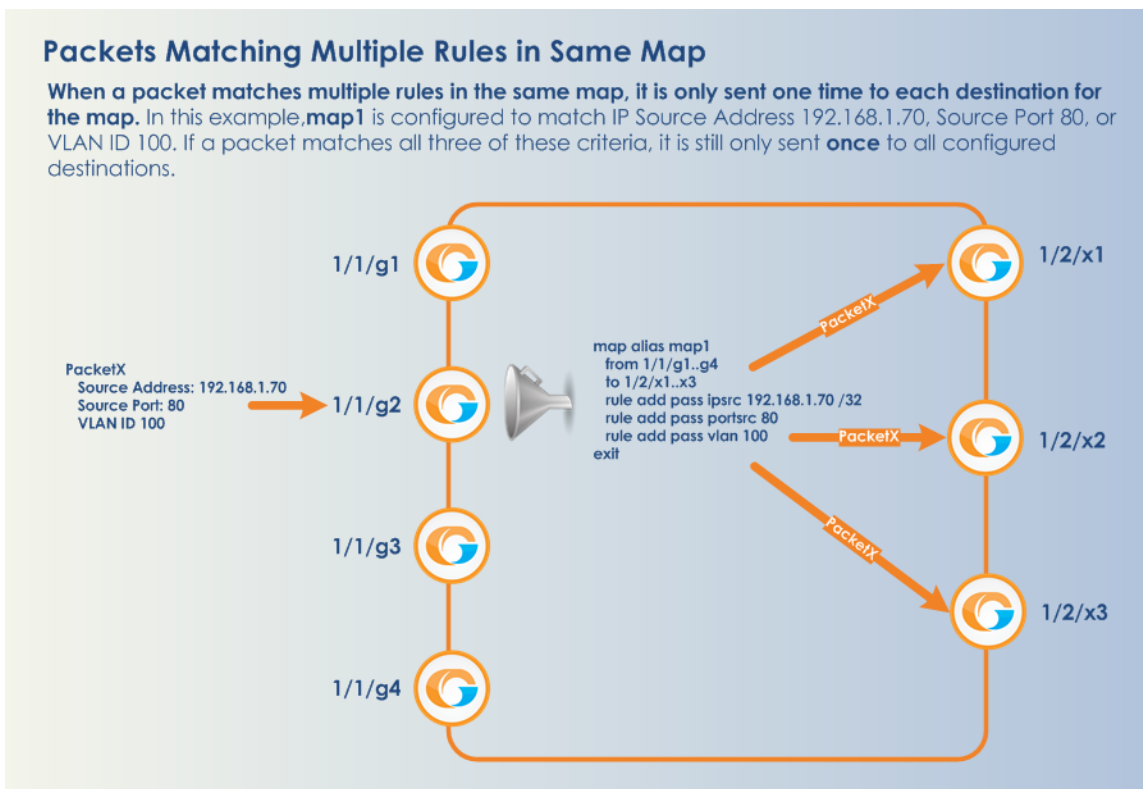 Packets Matching Multiple Rules in Same Map
When a packet matches multiple rules in the same map, it is only sent one time to each destination for
the map. In this example,map1 is configured to match IP Source Address 192.168.1.70, Source Port 80, or
VLAN ID 100. If a packet matches all three of these criteria, it is still only sent once to all configured
destinations.
1/1/g1
1/2/x1
PacketX
map alias map1
from 1/1/g1..g4
to 1/2/x1..x3
rule add pass ipsrc 192.168.1.70 /32
rule add pass portsrc 80
rule add pass vlan 100
exit
PacketX
Source Address: 192.168.1.70
Source Port: 80
VLAN ID 100
1/1/g2
PacketX
1/2/x2
PacketX
1/1/g3
1/2/x3
1/1/g4